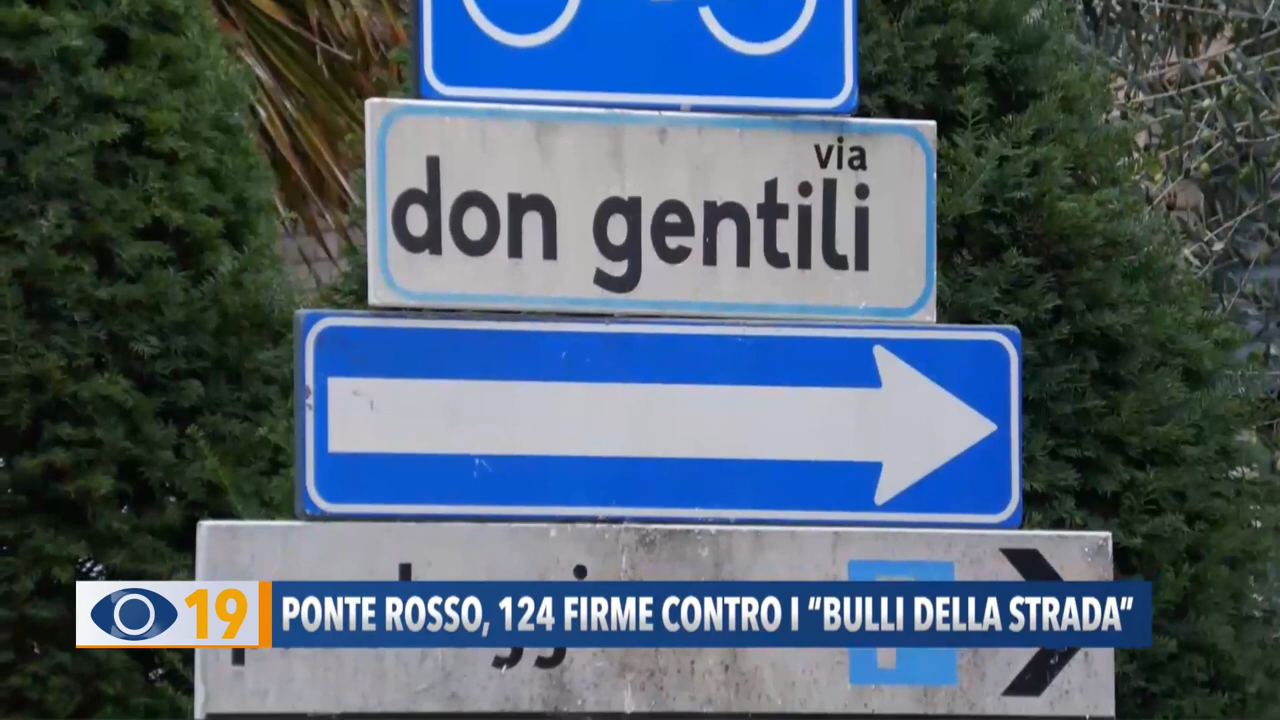 via
don gentili
19
PONTE ROSSO, 124 FIRME CONTRO I “BULLI DELLA STRADA”
P